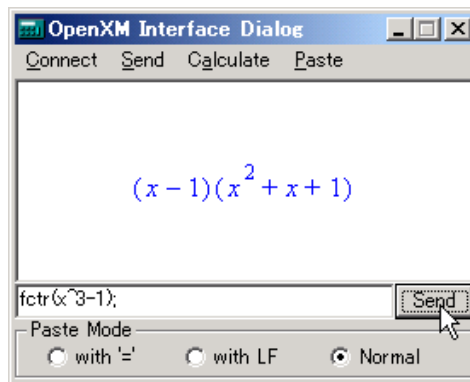 OpenXM Interface Dialog
Connect Send Calculate Paste
(x − 1)(x² + x + 1)
fctr(x^3-1); Send
Paste Mode
with '=' with LF Normal